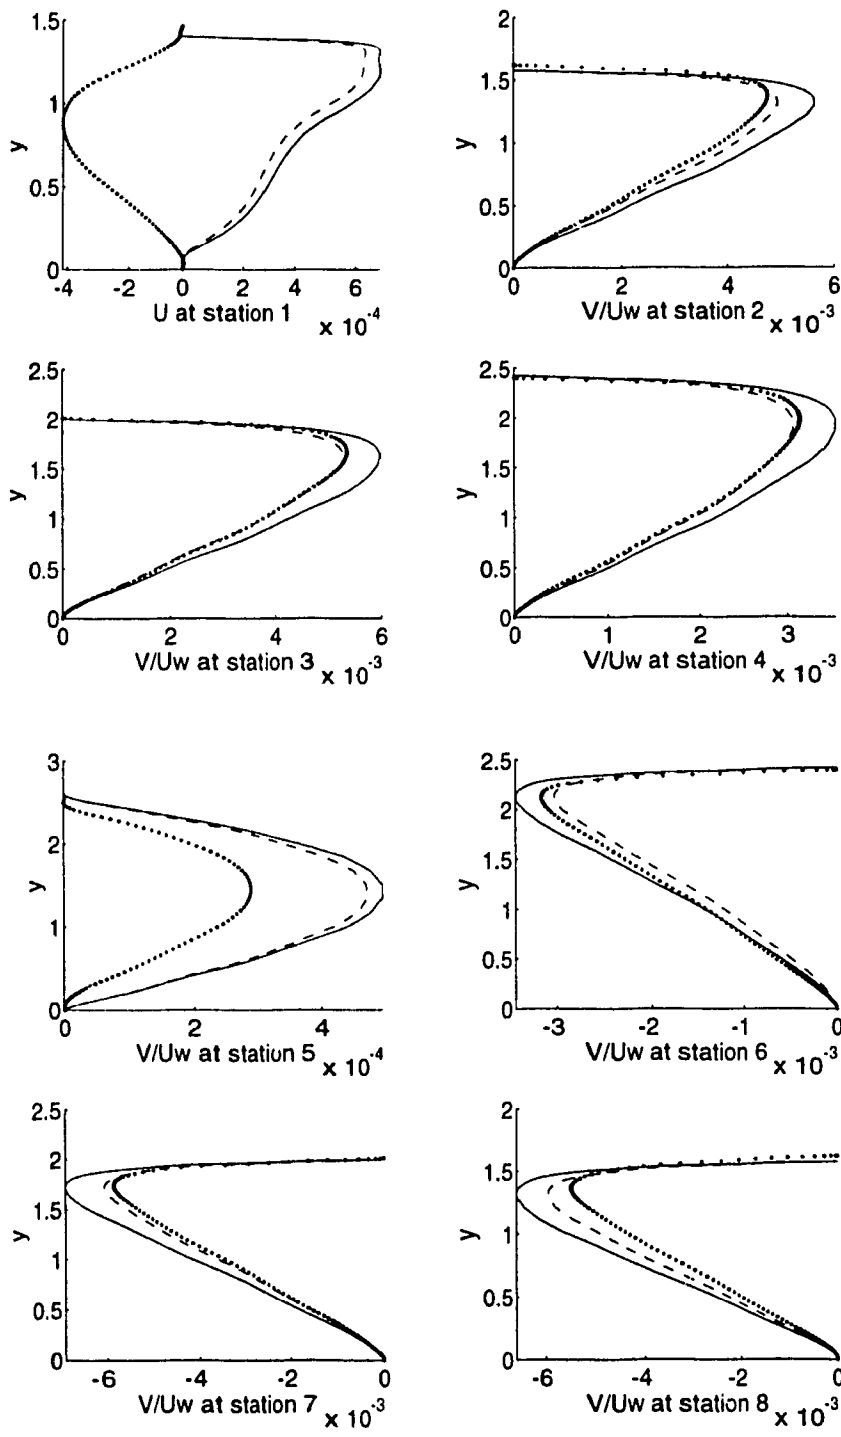 1.5
1
0.5
0
y
-4 -2 0 2 4 6
U at station 1
x 10-4
2
1.5
1
0.5
0
y
0 2 4 6
V/Uw at station 2
x 10-3
2.5
2
1.5
1
0.5
0
y
0 2 4 6
V/Uw at station 3
x 10-3
2.5
2
1.5
1
0.5
0
y
0 1 2 3
V/Uw at station 4
x 10-3
3
2
1
0
y
0 2 4
V/Uw at station 5
x 10-4
2.5
2
1.5
1
0.5
0
y
-3 -2 -1 0
V/Uw at station 6
x 10-3
2.5
2
1.5
1
0.5
0
y
-6 -4 -2 0
V/Uw at station 7
x 10-3
2
1.5
1
0.5
0
y
-6 -4 -2 0
V/Uw at station 8
x 10-3